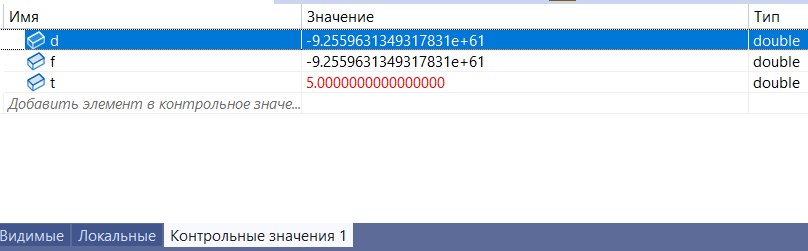 Имя Значение Тип
d -9.2559631349317831e+61 double
f -9.2559631349317831e+61 double
t 5.0000000000000000 double
Добавить элемент в контрольное значе...
Видимые Локальные Контрольные значения 1